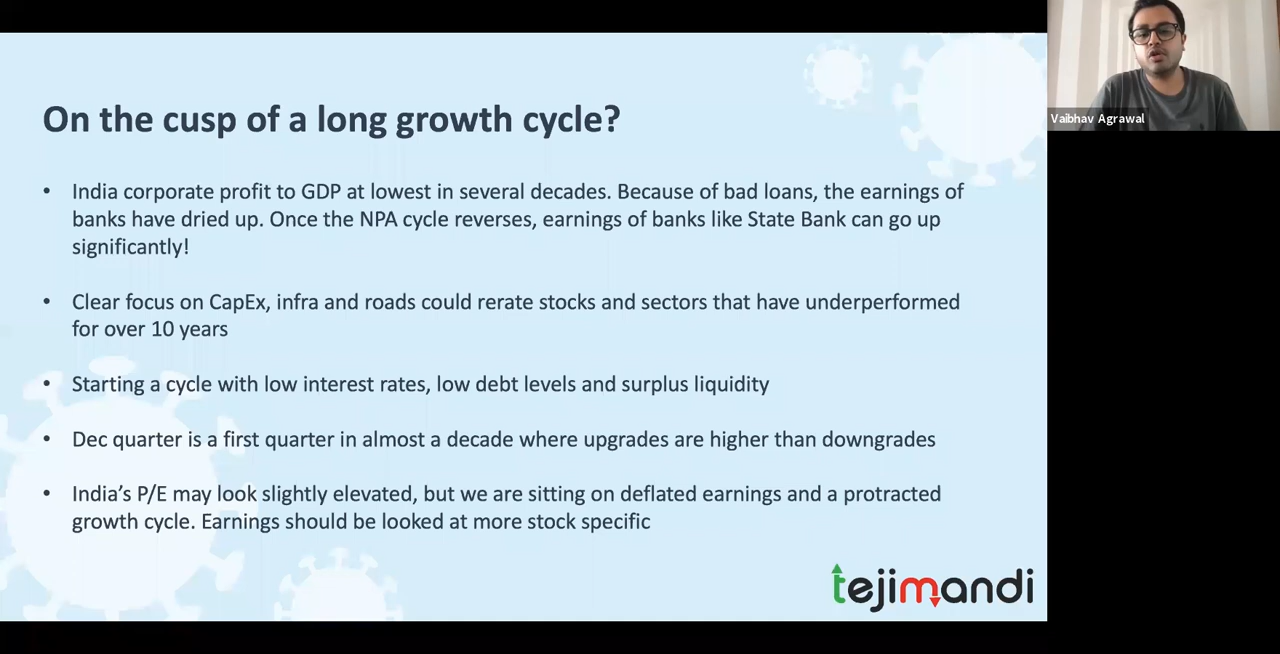 On the cusp of a long growth cycle?
• India corporate profit to GDP at lowest in several decades. Because of bad loans, the earnings of
banks have dried up. Once the NPA cycle reverses, earnings of banks like State Bank can go up
significantly!
• Clear focus on CapEx, infra and roads could rerate stocks and sectors that have underperformed
for over 10 years
• Starting a cycle with low interest rates, low debt levels and surplus liquidity
• Dec quarter is a first quarter in almost a decade where upgrades are higher than downgrades
• India’s P/E may look slightly elevated, but we are sitting on deflated earnings and a protracted
growth cycle. Earnings should be looked at more stock specific
tejimandi
Vaibhav Agrawal